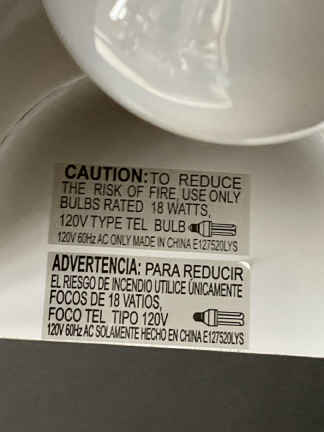 CAUTION: TO REDUCE
THE RISK OF FIRE, USE ONLY
BULBS RATED 18 WATTS,
120V TYPE TEL BULB
120V 60Hz AC ONLY MADE IN CHINA E127520LYS
ADVERTENCIA: PARA REDUCIR
EL RIESGO DE INCENDIO UTILICE ÚNICAMENTE
FOCOS DE 18 VATIOS,
FOCO TEL TIPO 120V
120V 60Hz AC SOLAMENTE HECHO EN CHINA E127520LYS